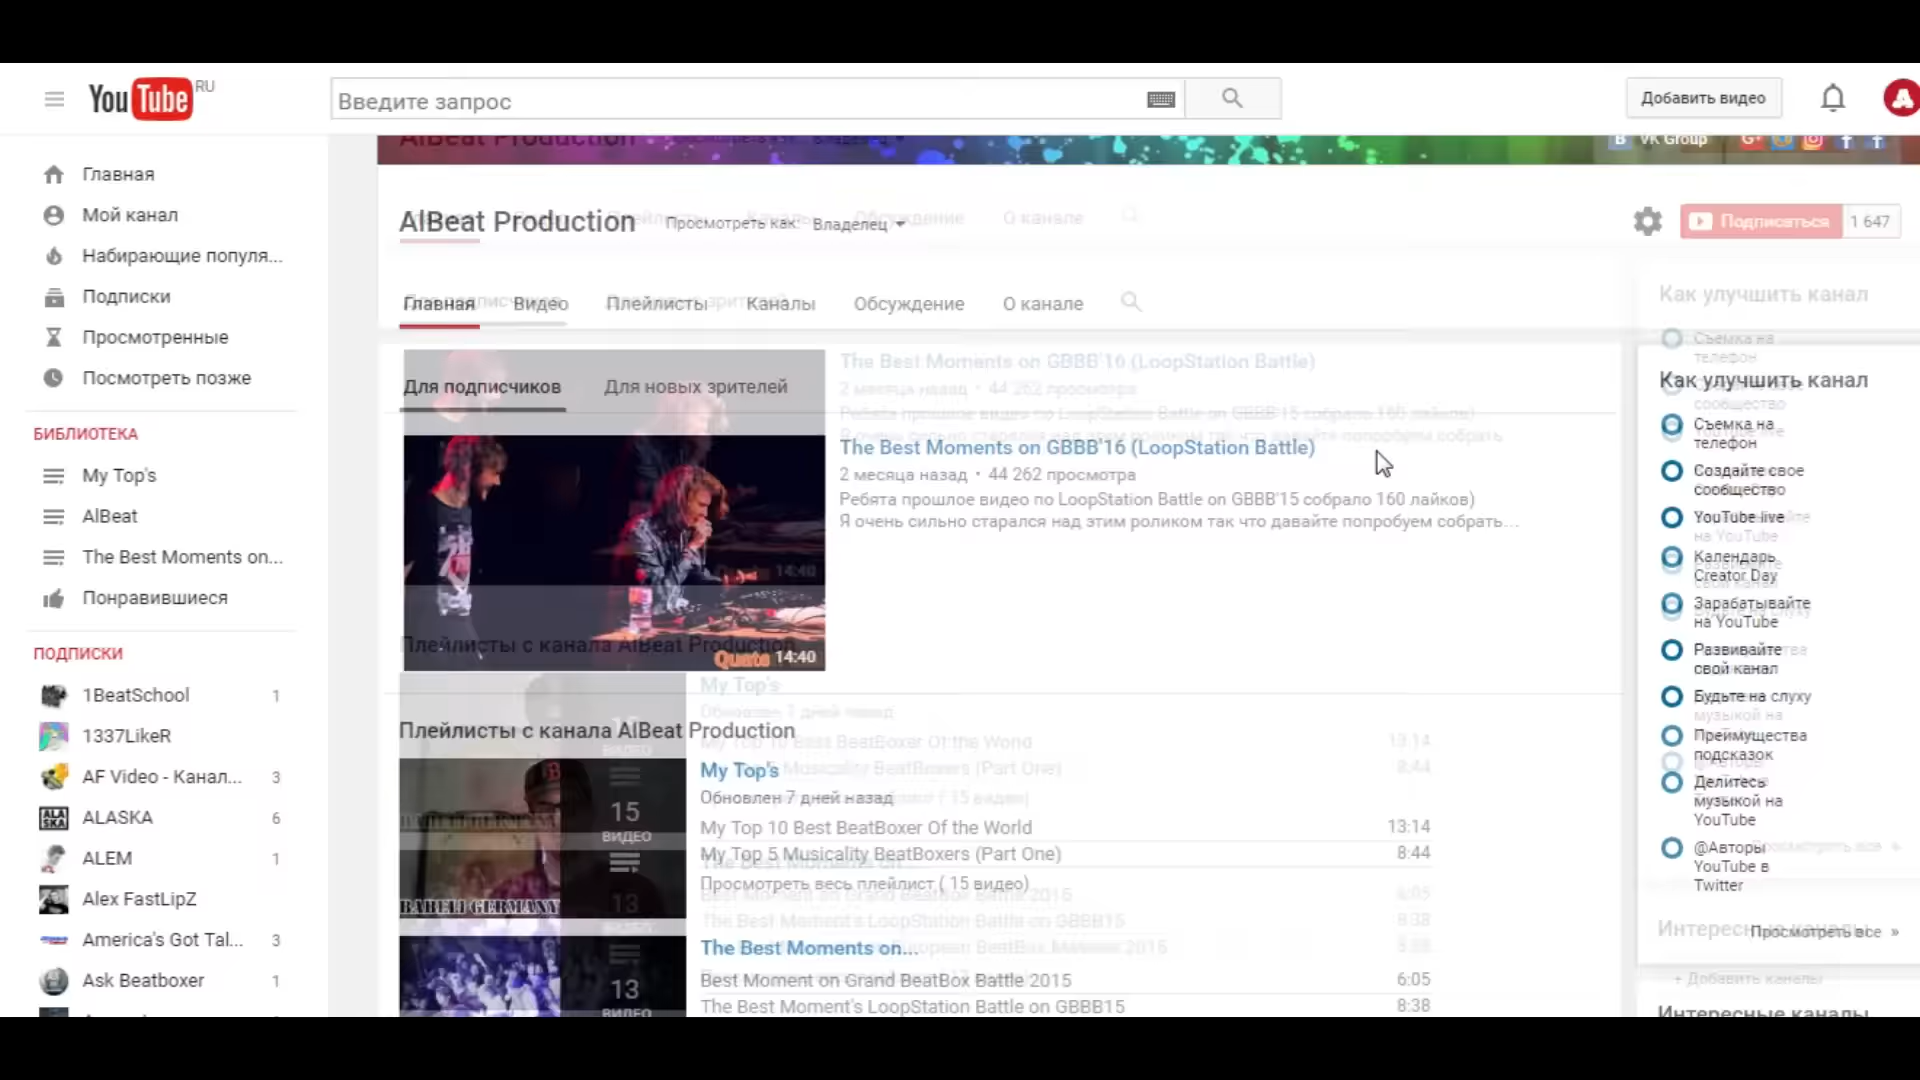 YouTube RU
Введите запрос
Добавить видео
Главная
Мой канал
Набирающие популя...
Подписки
Просмотренные
Посмотреть позже
БИБЛИОТЕКА
My Top's
AlBeat
The Best Moments on...
Понравившиеся
ПОДПИСКИ
1BeatSchool 1
1337LikeR
AF Video - Канал... 3
ALASKA 6
ALEM 1
Alex FastLipZ
America's Got Tal... 3
Ask Beatboxer 1
VK Group
AlBeat Production
Просмотреть как: Владелец
Подписаться 1 647
Главная Видео Плейлисты Каналы Обсуждение О канале
Для подписчиков Для новых зрителей
The Best Moments on GBBB'16 (LoopStation Battle)
2 месяца назад • 44 262 просмотра
Ребята прошлое видео по LoopStation Battle on GBBB'15 собрало 160 лайков)
Я очень сильно старался над этим роликом так что давайте попробуем собрать...
14:40
Плейлисты с канала AlBeat Production
15
ВИДЕО
My Top's
Обновлен 7 дней назад
My Top 10 Best BeatBoxer Of the World 13:14
My Top 5 Musicality BeatBoxers (Part One) 8:44
Просмотреть весь плейлист ( 15 видео)
13
ВИДЕО
The Best Moments on...
Best Moment on Grand BeatBox Battle 2015 6:05
The Best Moment's LoopStation Battle on GBBB15 8:38
Как улучшить канал
Съемка на
телефон
Создайте свое
сообщество
YouTube live
Календарь
Creator Day
Зарабатывайте
на YouTube
Развивайте
свой канал
Будьте на слуху
Преимущества
подсказок
Делитесь
музыкой на
YouTube
@Авторы
YouTube в
Twitter
Просмотреть все »
+ Добавить каналы
Интересные каналы